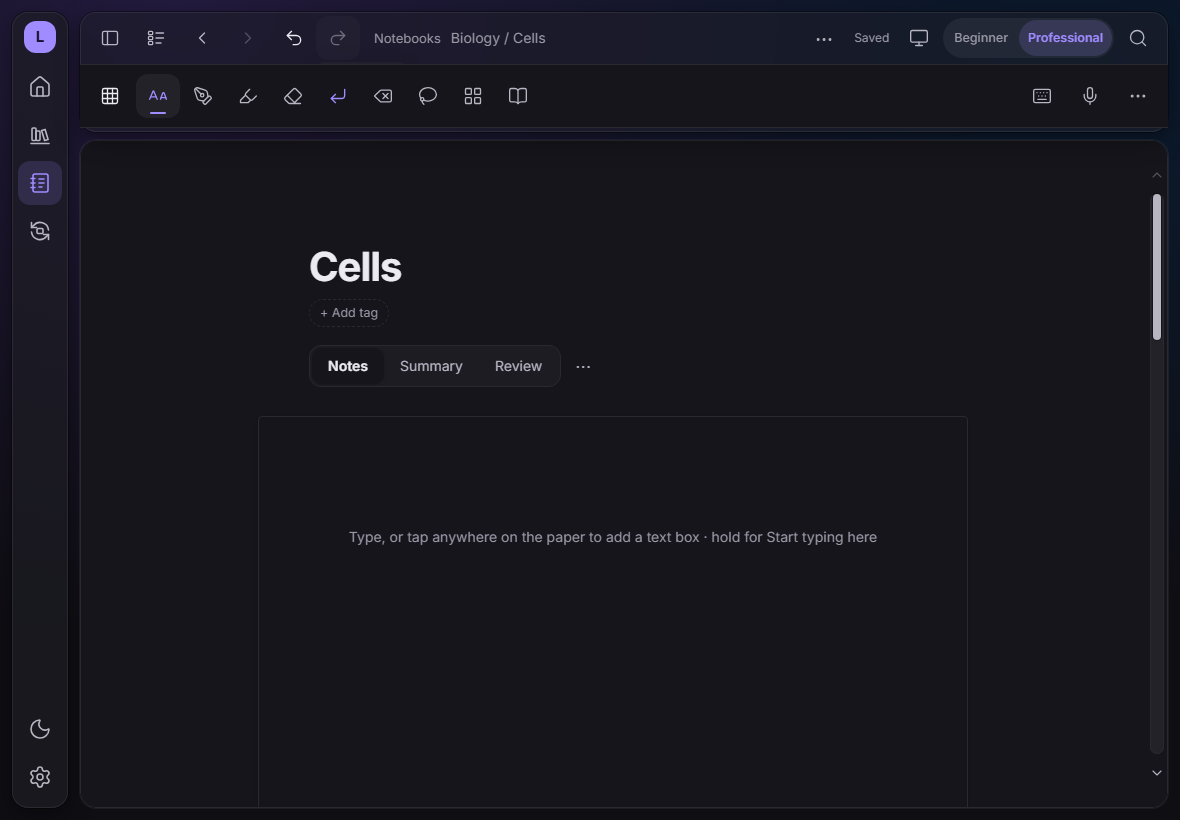 L
Notebooks Biology / Cells
Saved
Beginner Professional
AA
Cells
+ Add tag
Notes Summary Review
Type, or tap anywhere on the paper to add a text box · hold for Start typing here